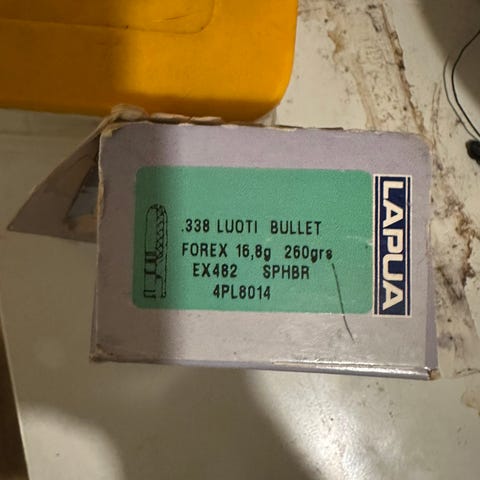 .338 LUOTI BULLET
FOREX 16,8g 260grs
EX482 SPHBR
4PL8014
LAPUA